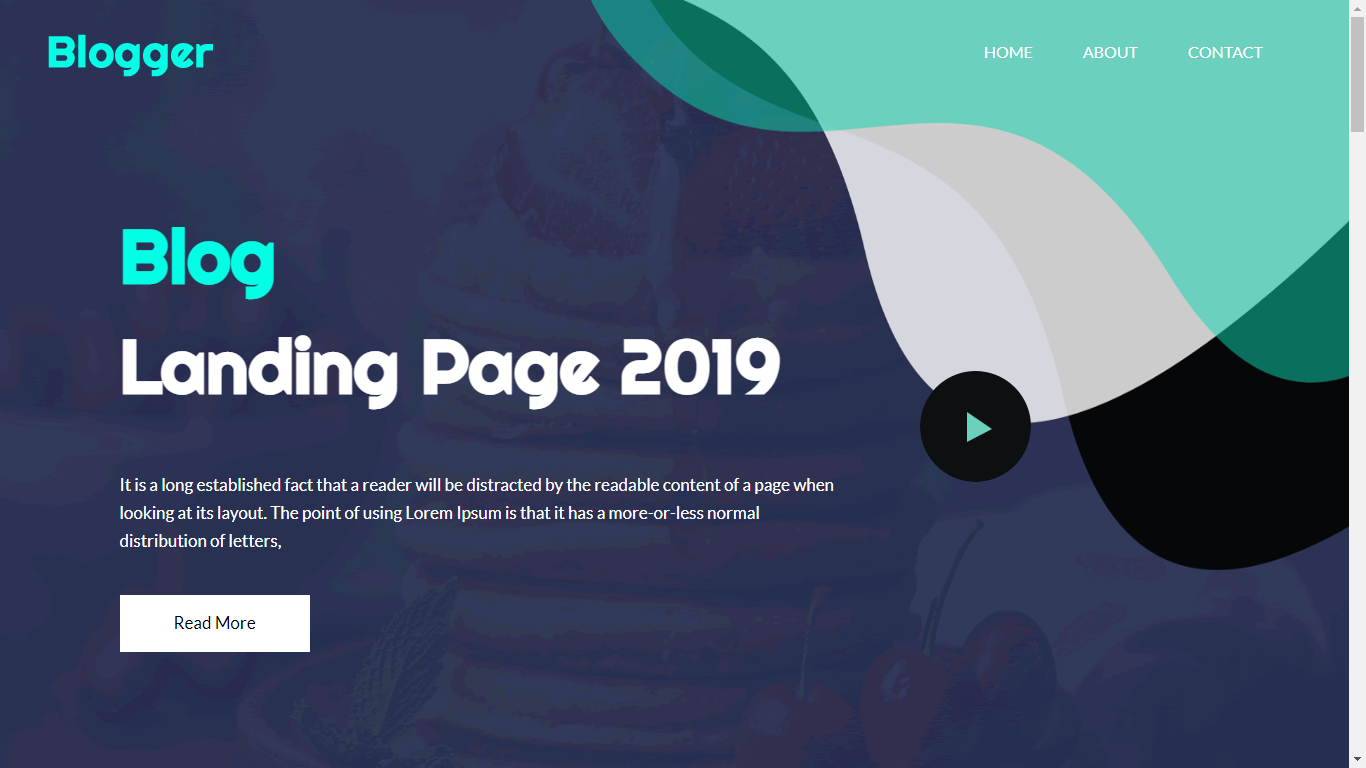 Blogger
HOME ABOUT CONTACT
Blog
Landing Page 2019
It is a long established fact that a reader will be distracted by the readable content of a page when
looking at its layout. The point of using Lorem Ipsum is that it has a more-or-less normal
distribution of letters,
Read More